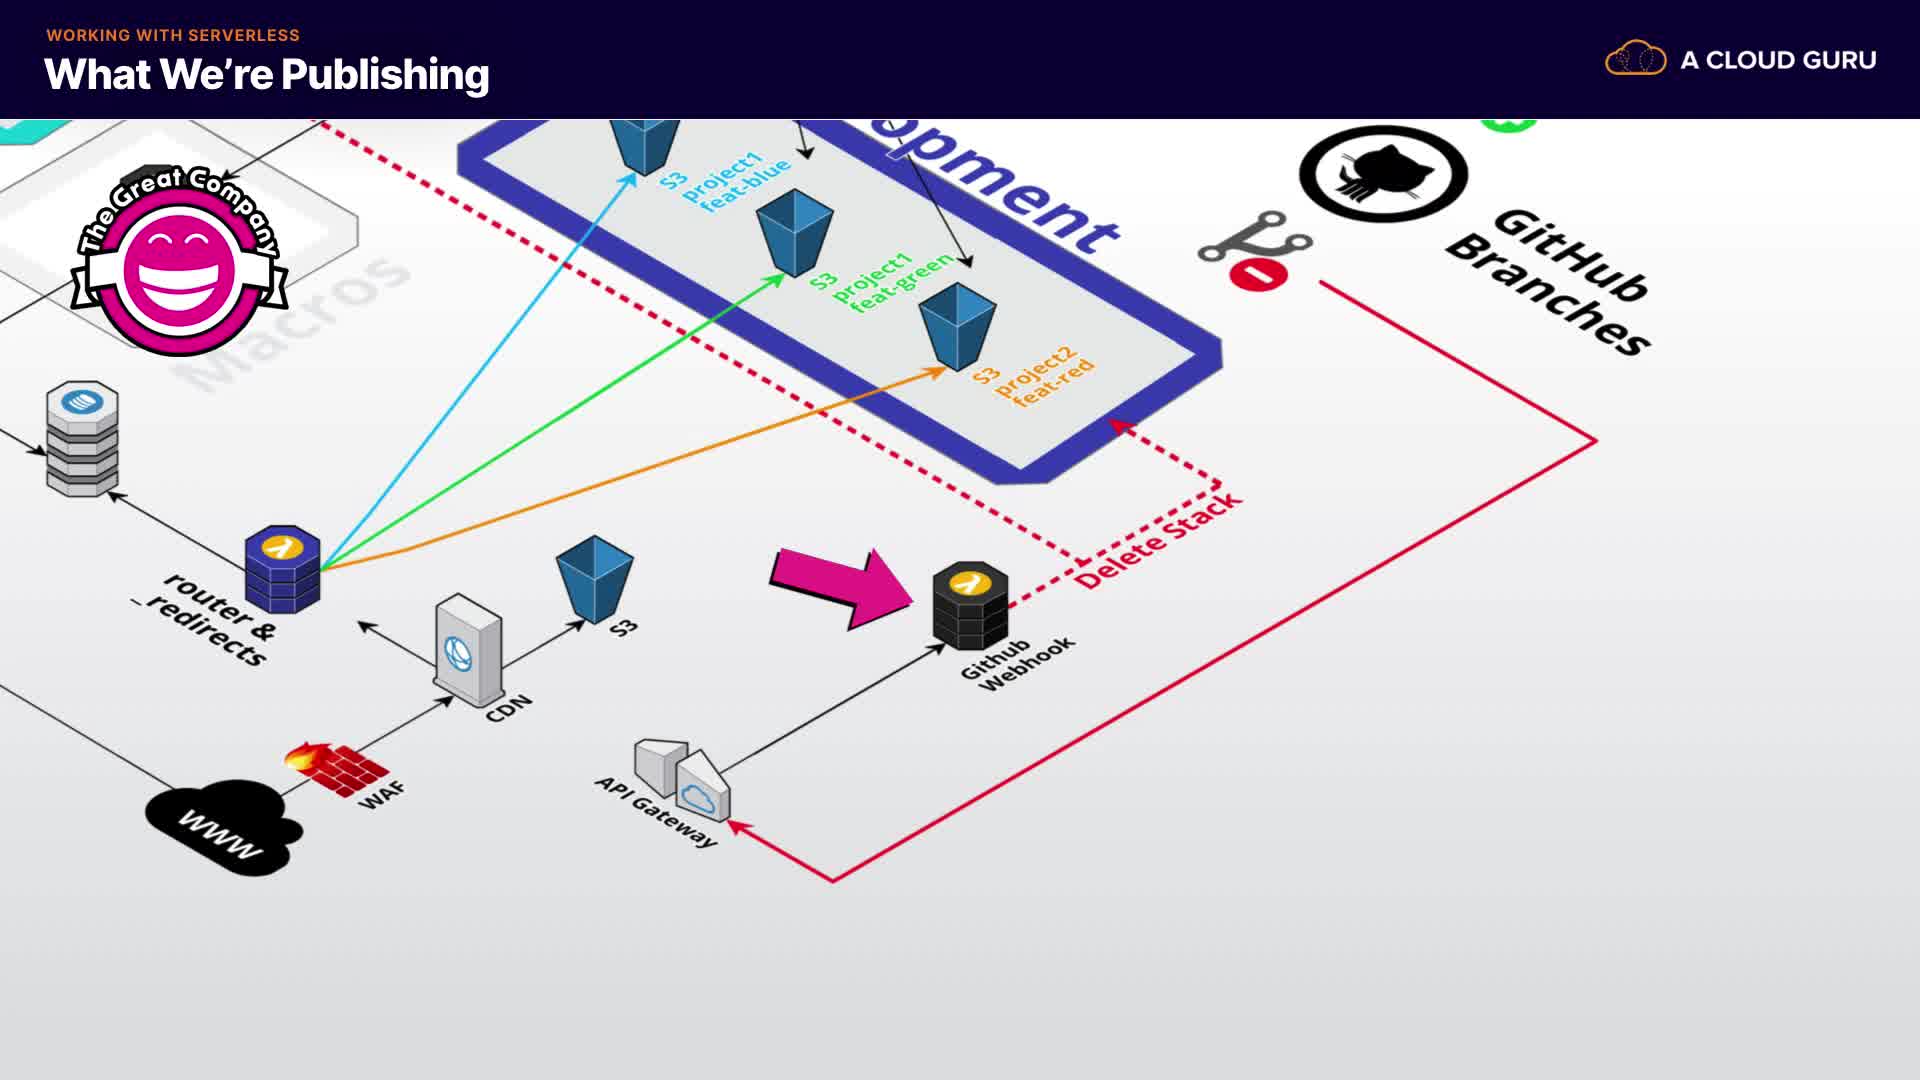 WORKING WITH SERVERLESS
What We're Publishing
A CLOUD GURU
opment
GitHub
Branches
The Great Company
Macros
S3
project1
feat-blue
S3
project1
feat-green
S3
project2
feat-red
Delete Stack
router &
_redirects
S3
CDN
WAF
WWW
Github
Webhook
API Gateway